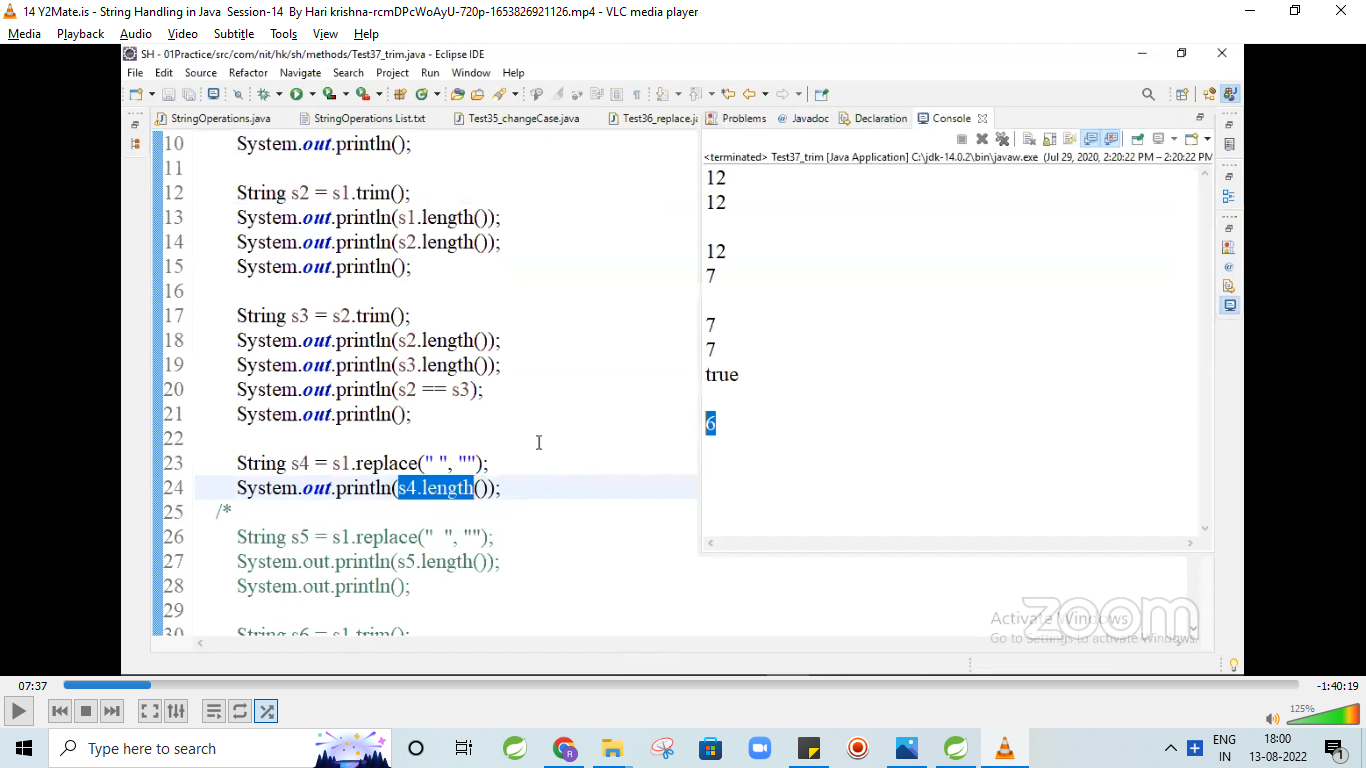 14 Y2Mate.is - String Handling in Java Session-14 By Hari krishna-rcmDPcWoAyU-720p-1653826921126.mp4 - VLC media player
Media Playback Audio Video Subtitle Tools View Help
SH - 01Practice/src/com/nit/hk/sh/methods/Test37_trim.java - Eclipse IDE
File Edit Source Refactor Navigate Search Project Run Window Help
StringOperations.java StringOperations List.txt Test35_changeCase.java Test36_replace.ja Problems Javadoc Declaration Console
<terminated> Test37_trim [Java Application] C:\jdk-14.0.2\bin\javaw.exe (Jul 29, 2020, 2:20:22 PM – 2:20:22 PM
10 System.out.println();
11
12 String s2 = s1.trim();
13 System.out.println(s1.length());
14 System.out.println(s2.length());
15 System.out.println();
16
17 String s3 = s2.trim();
18 System.out.println(s2.length());
19 System.out.println(s3.length());
20 System.out.println(s2 == s3);
21 System.out.println();
22
23 String s4 = s1.replace(" ", "");
24 System.out.println(s4.length());
25 /*
26 String s5 = s1.replace("  ", "");
27 System.out.println(s5.length());
28 System.out.println();
29
30 String s6 = s1.trim();
12
12
12
7
7
7
true
6
zoom
Activate Windows
Go to Settings to activate Windows.
07:37 -1:40:19
125%
Type here to search
ENG
IN
18:00
13-08-2022
1